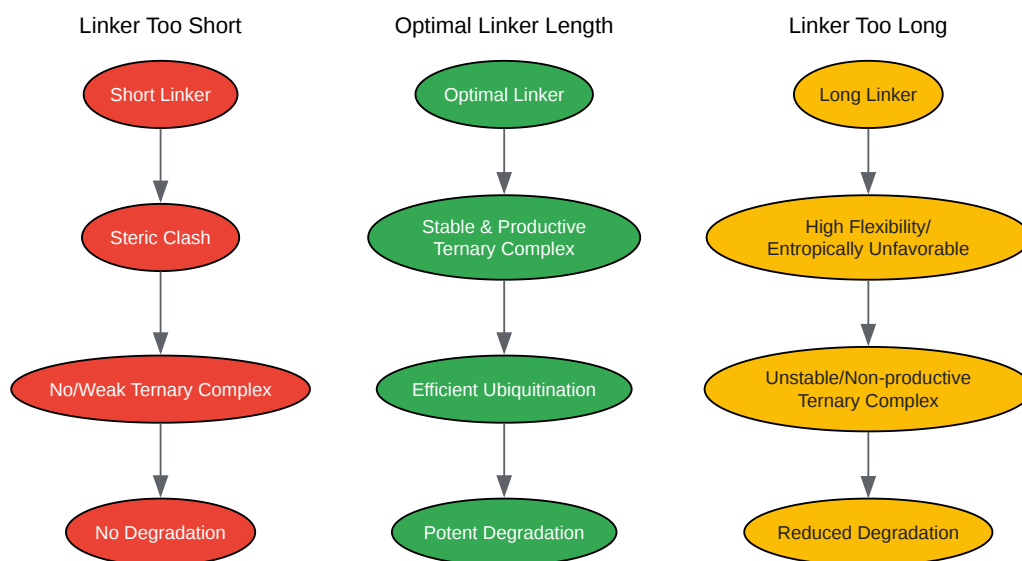 Linker Too Short
Optimal Linker Length
Linker Too Long
Short Linker
Optimal Linker
Long Linker
Steric Clash
Stable & Productive
Ternary Complex
High Flexibility/
Entropically Unfavorable
No/Weak Ternary Complex
Efficient Ubiquitination
Unstable/Non-productive
Ternary Complex
No Degradation
Potent Degradation
Reduced Degradation